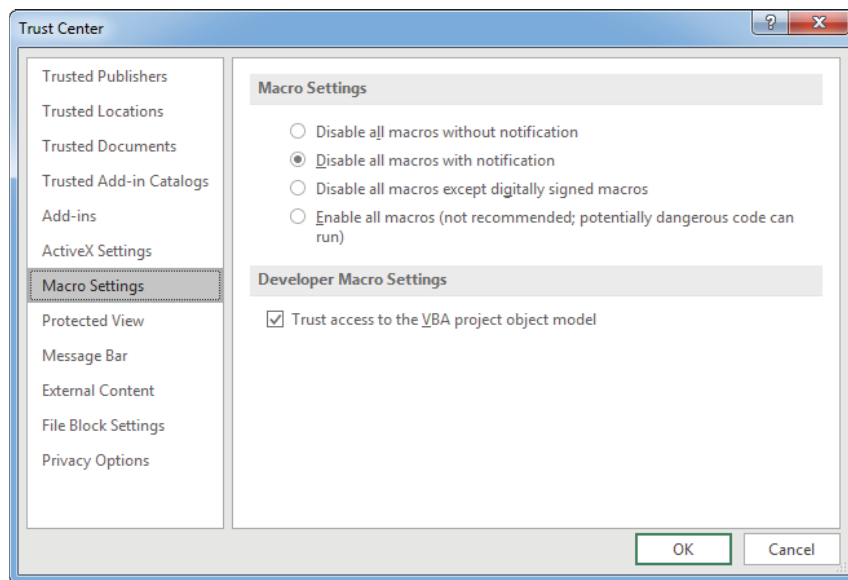 Trust Center
Trusted Publishers
Trusted Locations
Trusted Documents
Trusted Add-in Catalogs
Add-ins
ActiveX Settings
Macro Settings
Protected View
Message Bar
External Content
File Block Settings
Privacy Options
Macro Settings
Disable all macros without notification
Disable all macros with notification
Disable all macros except digitally signed macros
Enable all macros (not recommended; potentially dangerous code can
run)
Developer Macro Settings
Trust access to the VBA project object model
OK
Cancel